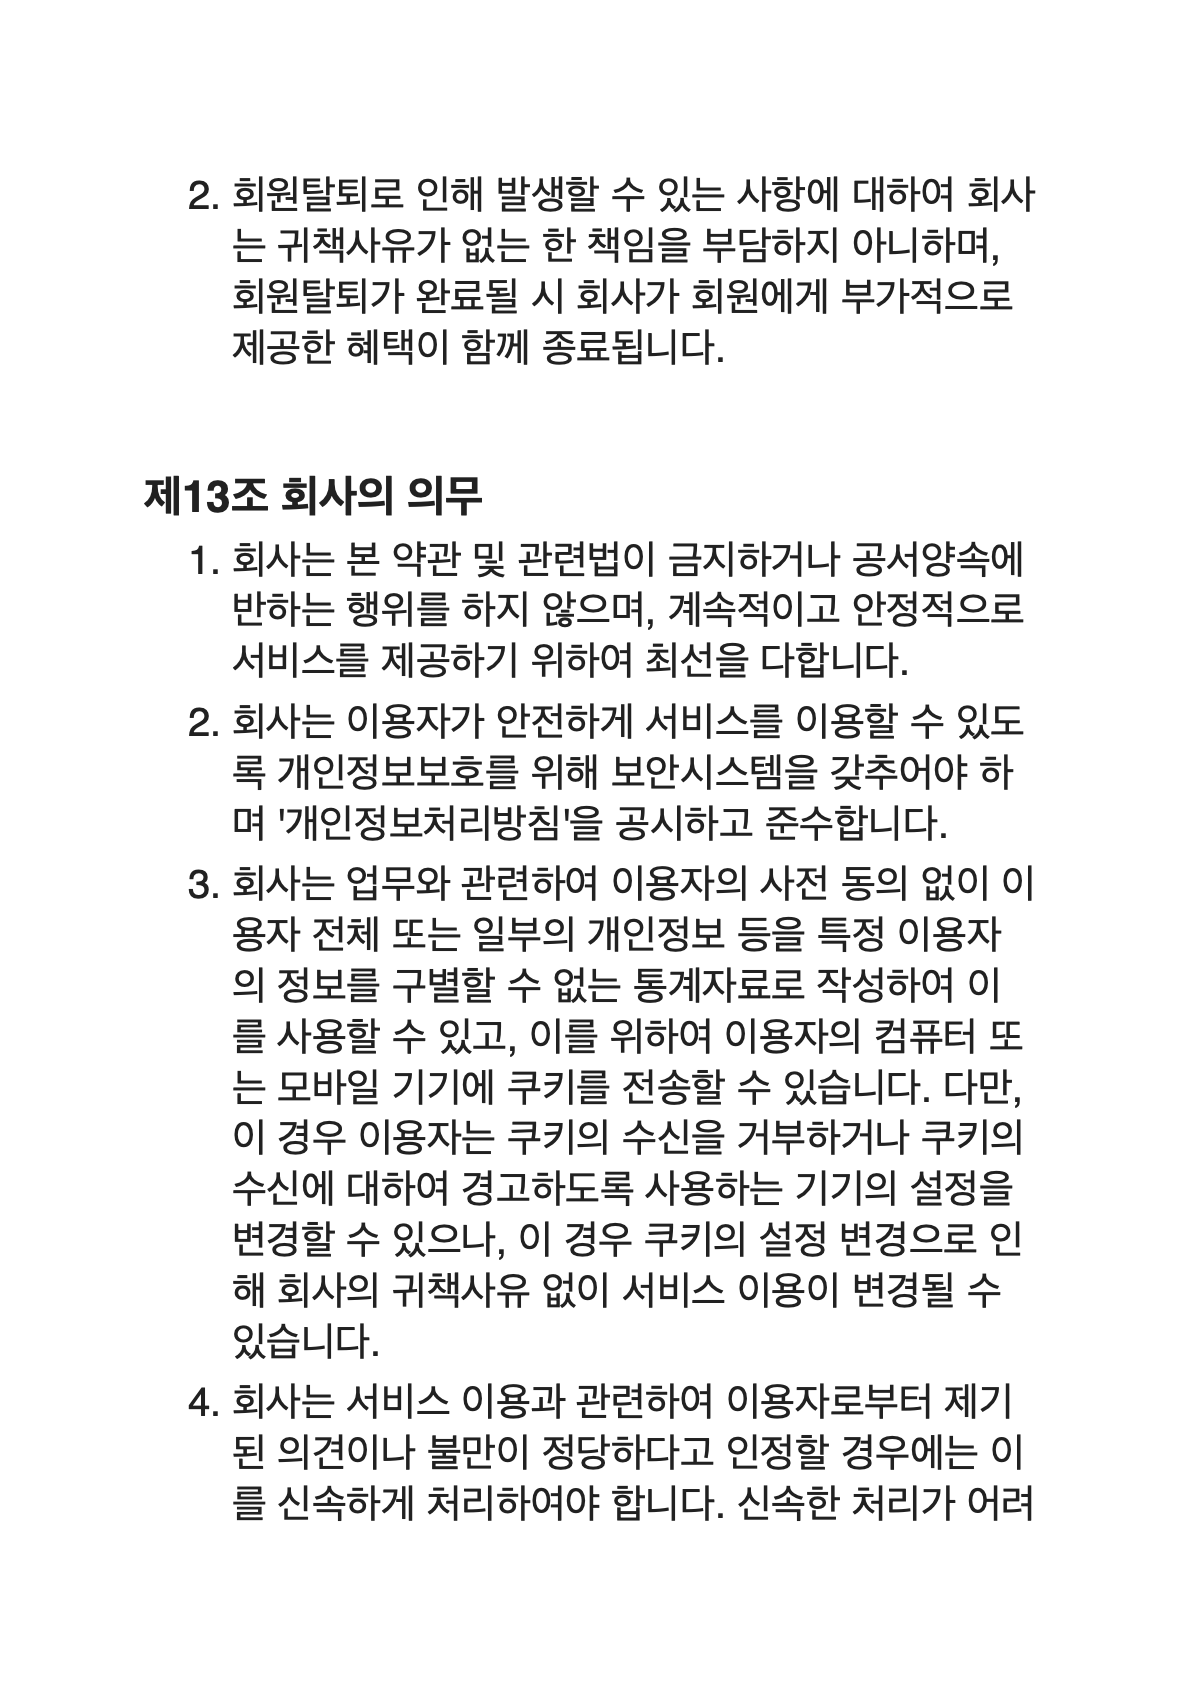 2. 회원탈퇴로 인해 발생할 수 있는 사항에 대하여 회사
는 귀책사유가 없는 한 책임을 부담하지 아니하며,
회원탈퇴가 완료될 시 회사가 회원에게 부가적으로
제공한 혜택이 함께 종료됩니다.
제13조 회사의 의무
1. 회사는 본 약관 및 관련법이 금지하거나 공서양속에
반하는 행위를 하지 않으며, 계속적이고 안정적으로
서비스를 제공하기 위하여 최선을 다합니다.
2. 회사는 이용자가 안전하게 서비스를 이용할 수 있도
록 개인정보보호를 위해 보안시스템을 갖추어야 하
며 '개인정보처리방침'을 공시하고 준수합니다.
3. 회사는 업무와 관련하여 이용자의 사전 동의 없이 이
용자 전체 또는 일부의 개인정보 등을 특정 이용자
의 정보를 구별할 수 없는 통계자료로 작성하여 이
를 사용할 수 있고, 이를 위하여 이용자의 컴퓨터 또
는 모바일 기기에 쿠키를 전송할 수 있습니다. 다만,
이 경우 이용자는 쿠키의 수신을 거부하거나 쿠키의
수신에 대하여 경고하도록 사용하는 기기의 설정을
변경할 수 있으나, 이 경우 쿠키의 설정 변경으로 인
해 회사의 귀책사유 없이 서비스 이용이 변경될 수
있습니다.
4. 회사는 서비스 이용과 관련하여 이용자로부터 제기
된 의견이나 불만이 정당하다고 인정할 경우에는 이
를 신속하게 처리하여야 합니다. 신속한 처리가 어려